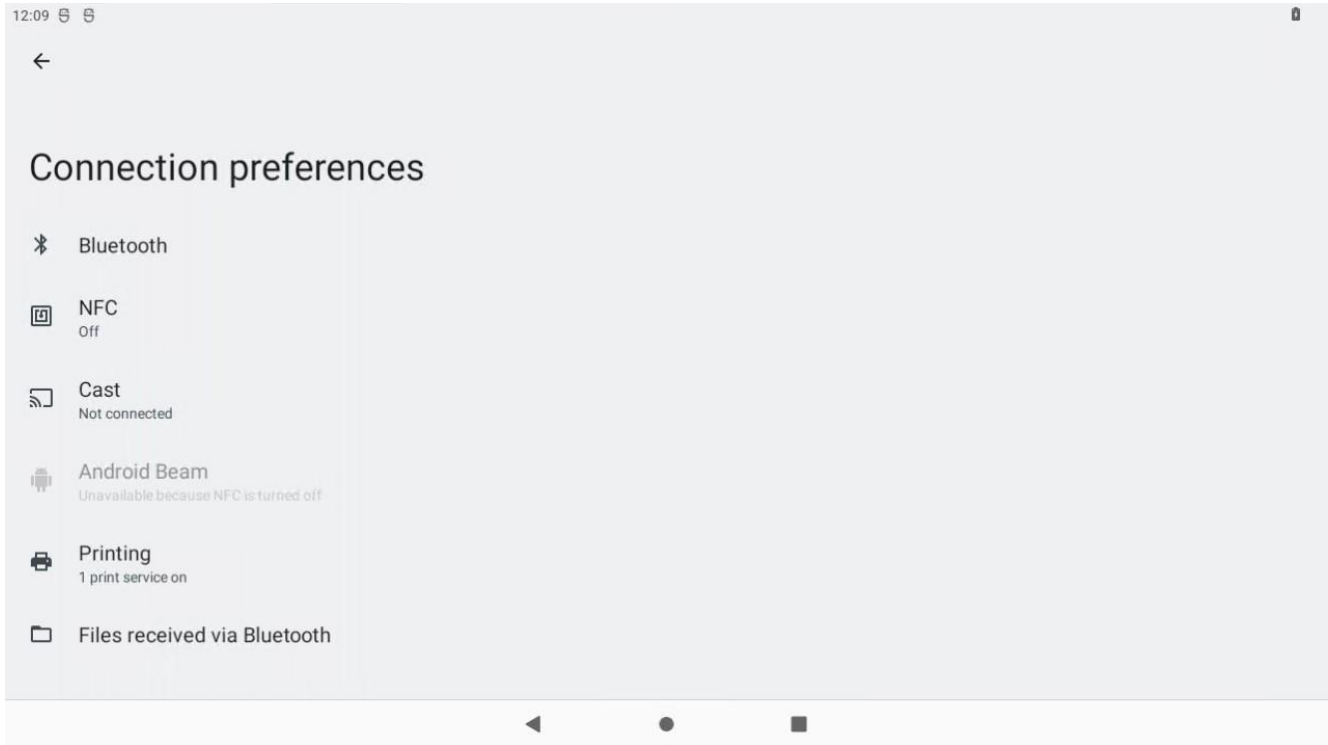 12:09
Connection preferences
Bluetooth
NFC
Off
Cast
Not connected
Android Beam
Unavailable because NFC is turned off
Printing
1 print service on
Files received via Bluetooth